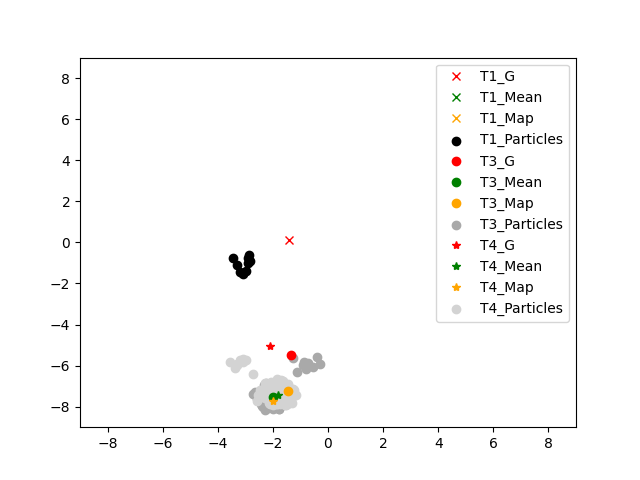 8
6
4
2
0
−2
−4
−6
−8
−8 −6 −4 −2 0 2 4 6 8
T1_G
T1_Mean
T1_Map
T1_Particles
T3_G
T3_Mean
T3_Map
T3_Particles
T4_G
T4_Mean
T4_Map
T4_Particles